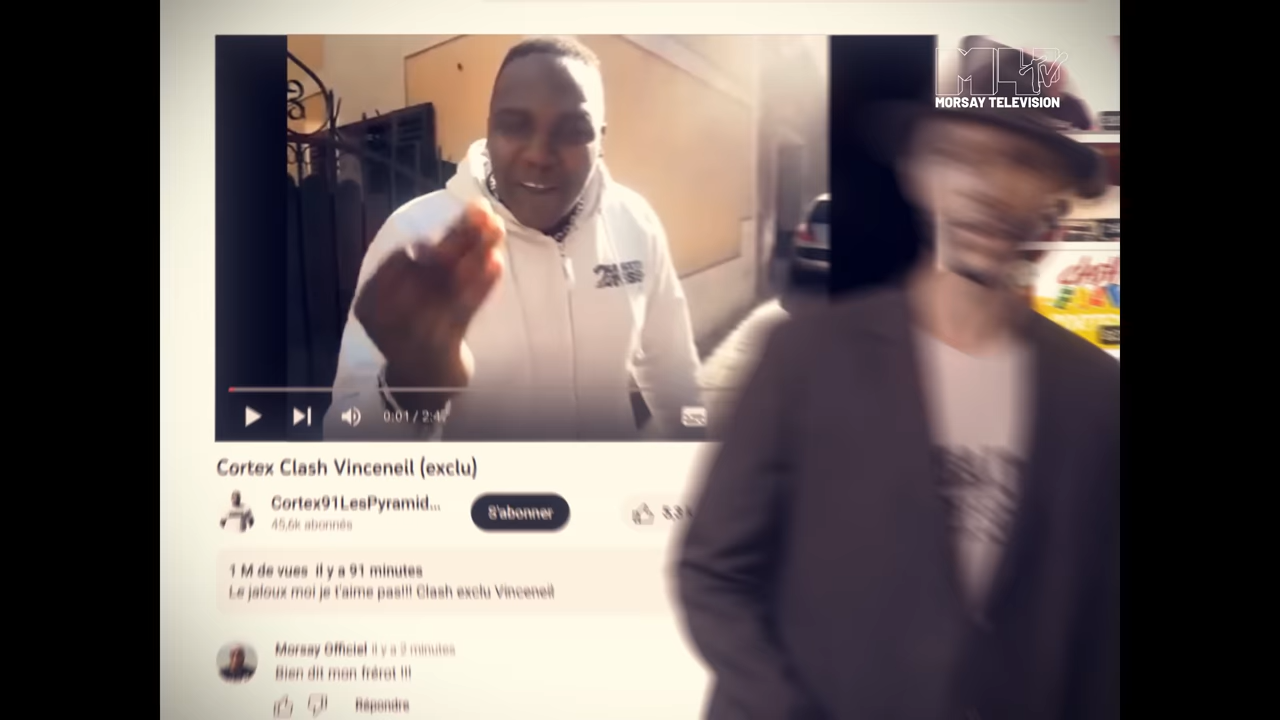 M4TV
MORSAY TELEVISION
0:01 / 2:4
Cortex Clash Vinceneil (exclu)
Cortex91LesPyramid...
45,6k abonnés
S'abonner
1 M de vues il y a 91 minutes
Le jaloux moi je t'aime pas!!! Clash exclu Vinceneil
Morsay Officiel il y a 2 minutes
Bien dit mon frérot !!!
Répondre